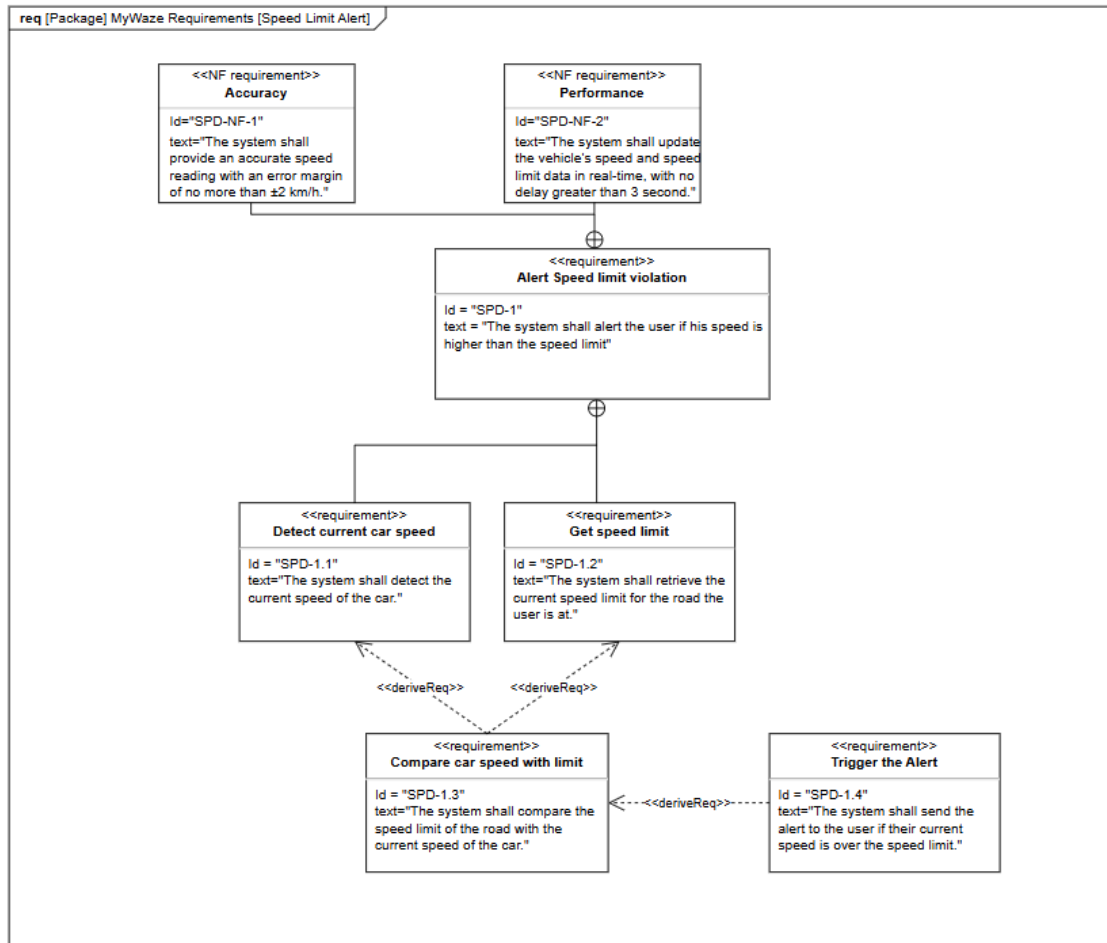 req [Package] MyWaze Requirements [Speed Limit Alert]
<<NF requirement>>
Accuracy
Id="SPD-NF-1"
text="The system shall
provide an accurate speed
reading with an error margin
of no more than ±2 km/h."
<<NF requirement>>
Performance
Id="SPD-NF-2"
text="The system shall update
the vehicle's speed and speed
limit data in real-time, with no
delay greater than 3 second."
<<requirement>>
Alert Speed limit violation
Id = "SPD-1"
text = "The system shall alert the user if his speed is
higher than the speed limit"
<<requirement>>
Detect current car speed
Id = "SPD-1.1"
text="The system shall detect the
current speed of the car."
<<requirement>>
Get speed limit
Id = "SPD-1.2"
text="The system shall retrieve the
current speed limit for the road the
user is at."
<<deriveReq>>
<<deriveReq>>
<<requirement>>
Compare car speed with limit
Id = "SPD-1.3"
text="The system shall compare the
speed limit of the road with the
current speed of the car."
<<deriveReq>>
<<requirement>>
Trigger the Alert
Id = "SPD-1.4"
text="The system shall send the
alert to the user if their current
speed is over the speed limit."